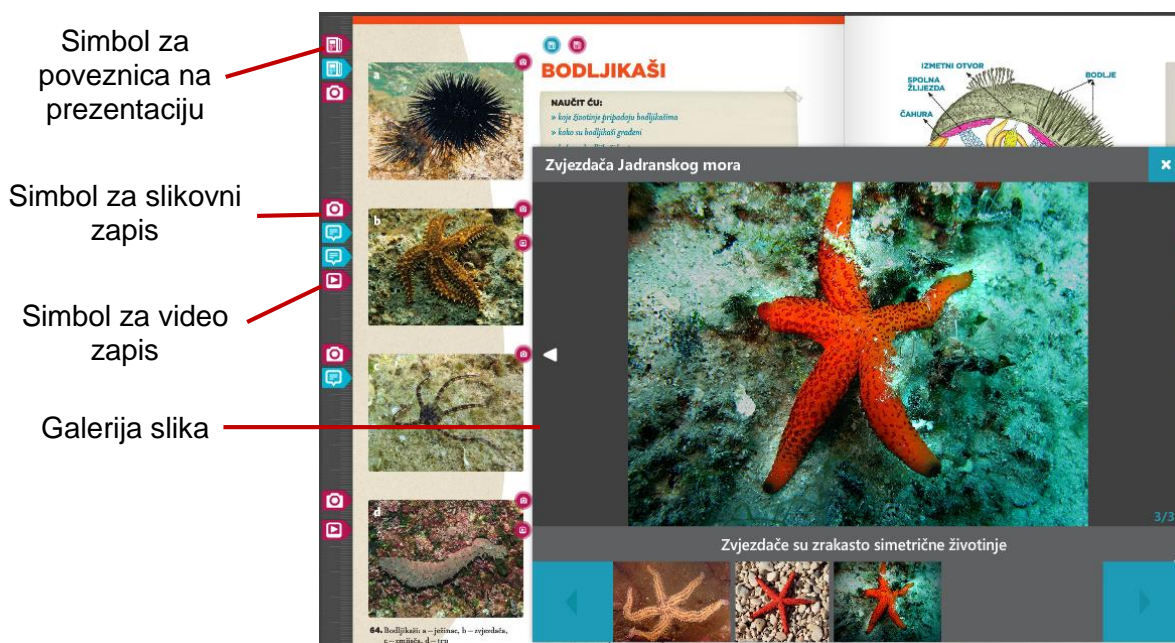 Simbol za
poveznica na
prezentaciju
Simbol za slikovni
zapis
Simbol za video
zapis
Galerija slika
a
b
d
64. Bodljikaši: a – ježinac, b – zvjezdača,
c – zmijača, d – trp
BODLJIKAŠI
NAUČIT ĆU:
» koje životinje pripadaju bodljikašima
» kako su bodljikaši građeni
IZMETNI OTVOR
SPOLNA
ŽLIJEZDA
ČAHURA
BODLJE
Zvjezdača Jadranskog mora
×
3/3
Zvjezdače su zrakasto simetrične životinje